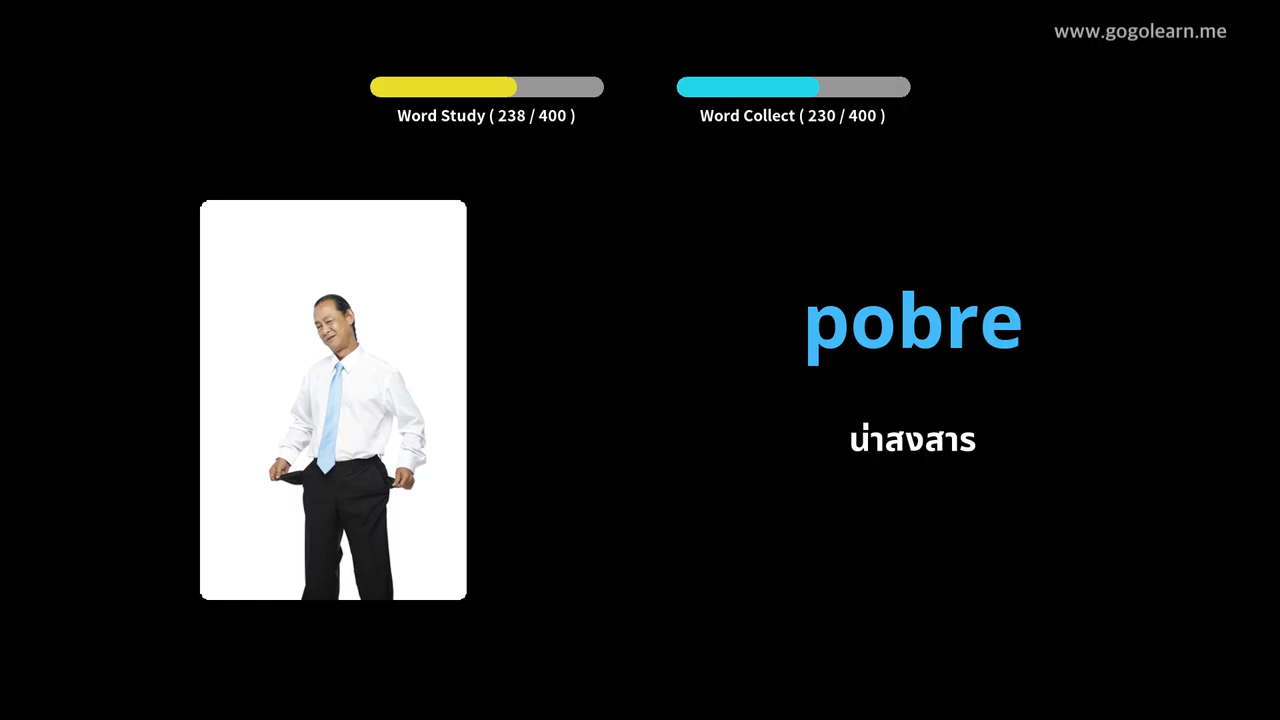 www.gogolearn.me
Word Study ( 238 / 400 )
Word Collect ( 230 / 400 )
pobre
น่าสงสาร